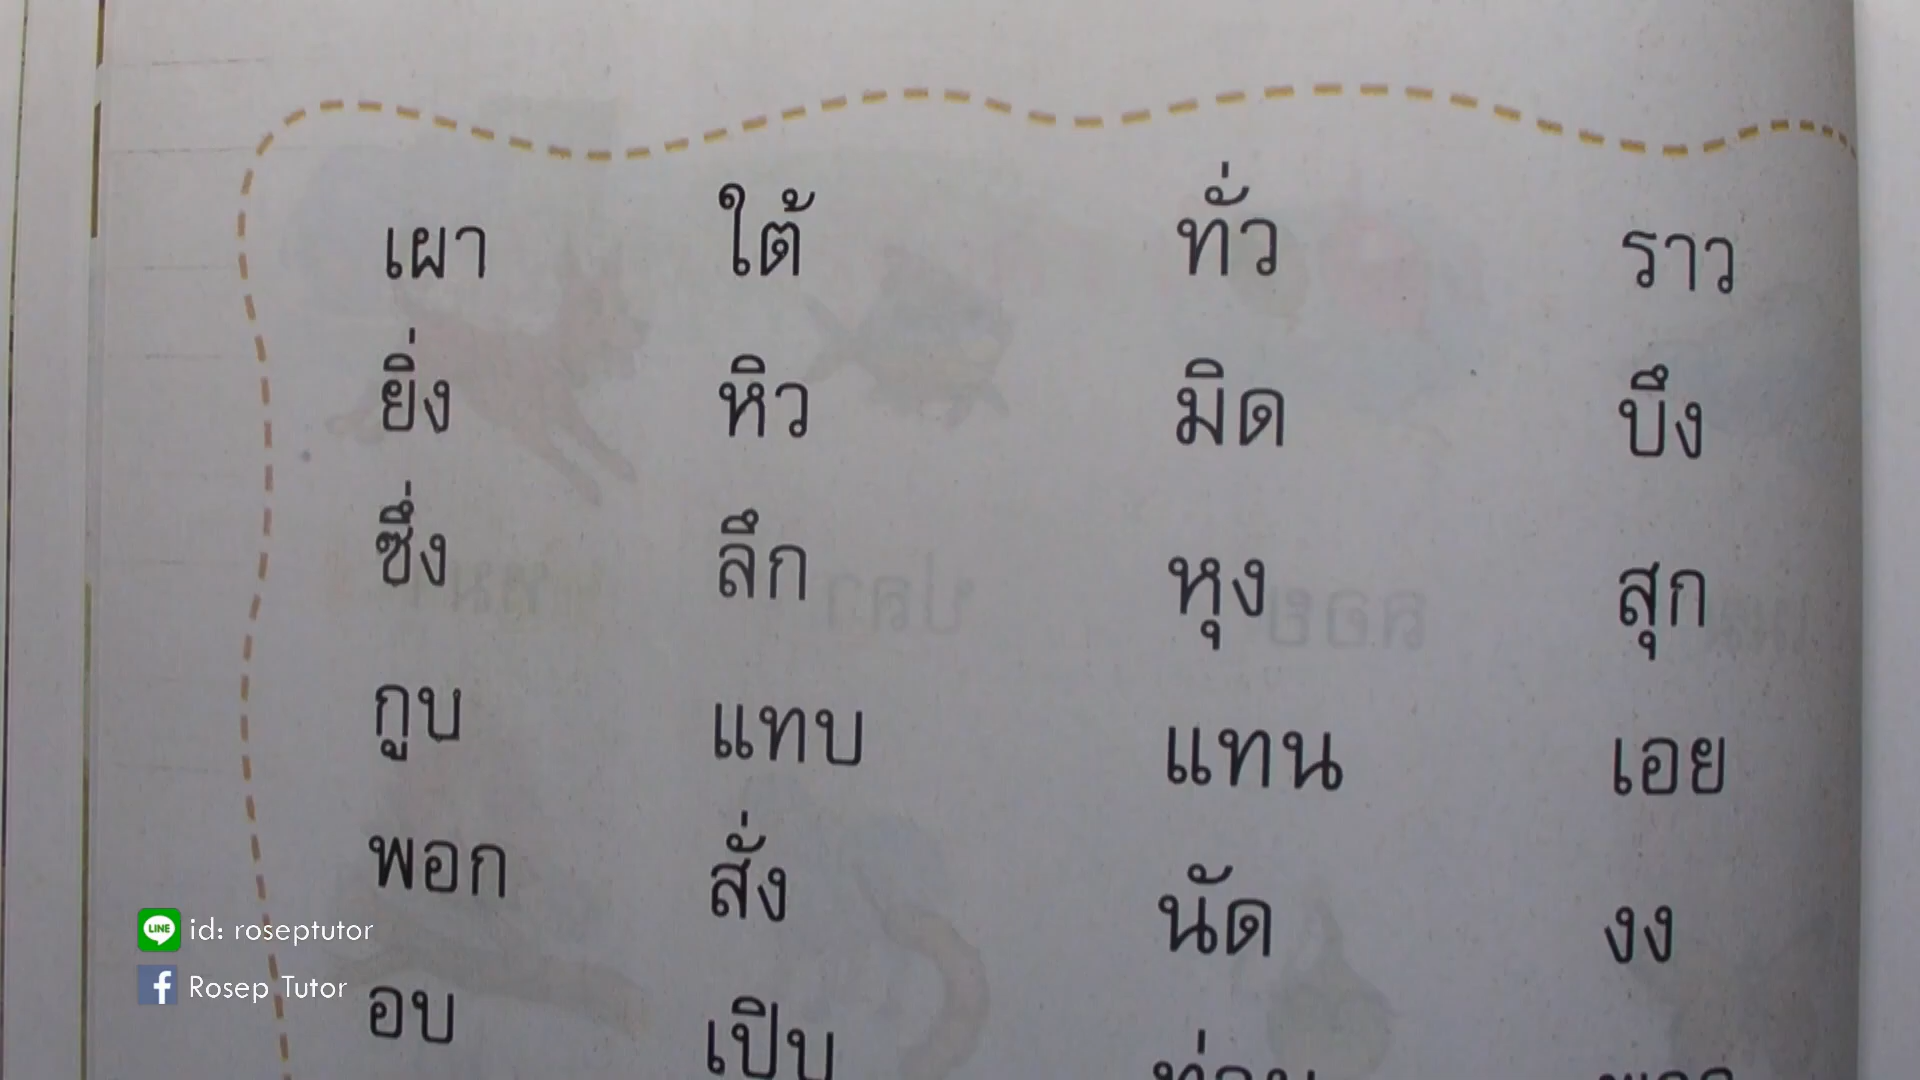 เผา ใต้ ทั่ว ราว
ยิ่ง หิว มิด บึง
ซึ่ง ลึก หุง สุก
กูบ แทบ แทน เอย
พอก สั่ง นัด งง
LINE id: roseptutor
f Rosep Tutor
อบ เปิบ